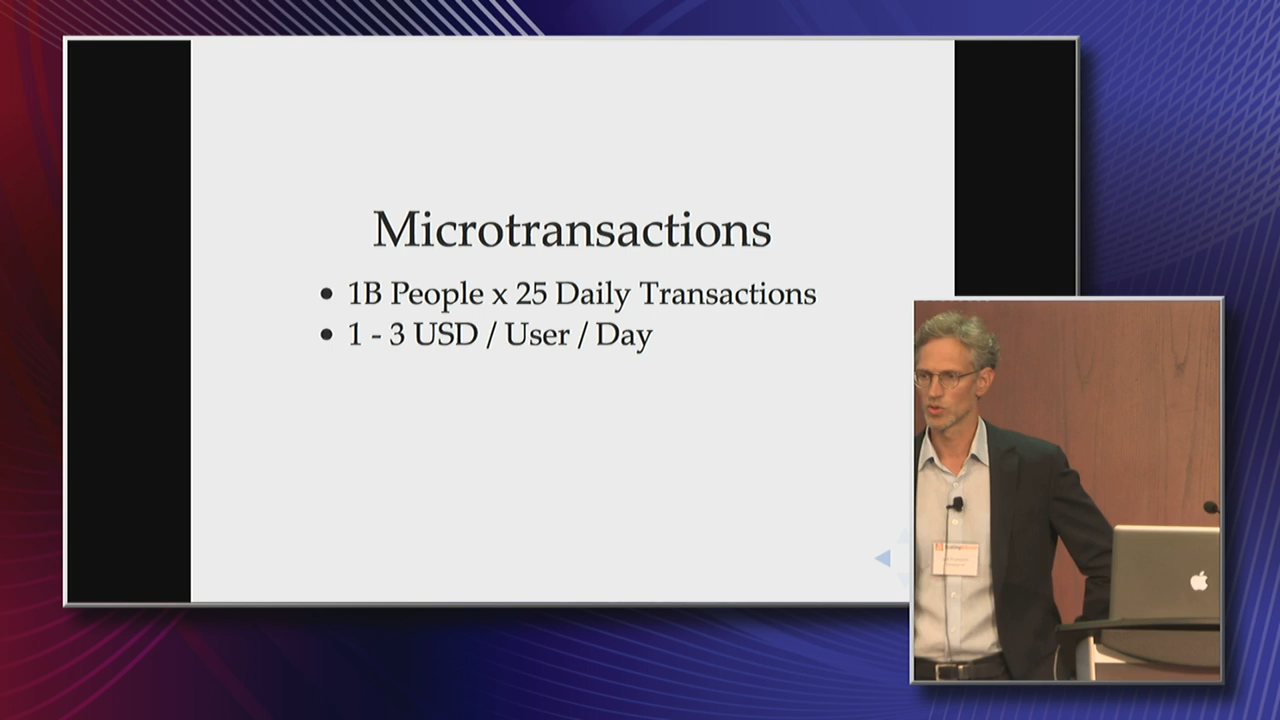 Microtransactions
• 1B People x 25 Daily Transactions
• 1 - 3 USD / User / Day